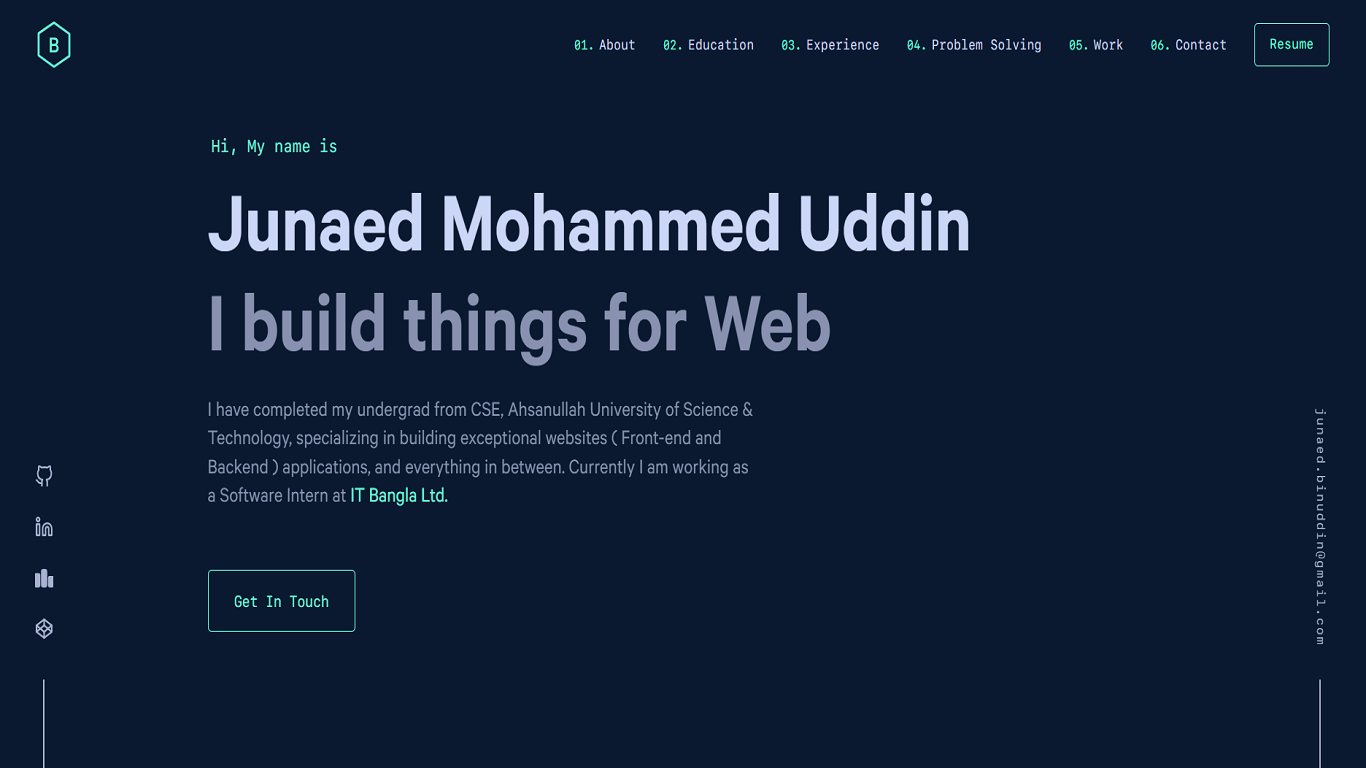 B
01. About 02. Education 03. Experience 04. Problem Solving 05. Work 06. Contact Resume
Hi, My name is
Junaed Mohammed Uddin
I build things for Web
I have completed my undergrad from CSE, Ahsanullah University of Science &
Technology, specializing in building exceptional websites ( Front-end and
Backend ) applications, and everything in between. Currently I am working as
a Software Intern at IT Bangla Ltd.
Get In Touch
junaed.binuddin@gmail.com